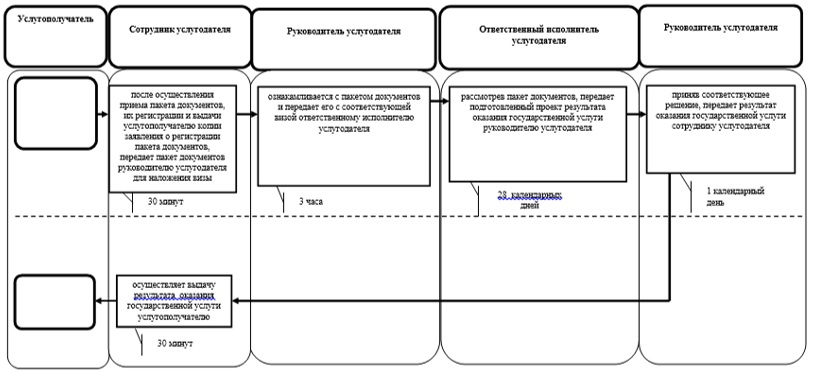 Услугополучатель
Сотрудник услугодателя
Руководитель услугодателя
Ответственный исполнитель
услугодателя
Руководитель услугодателя
после осуществления
приема пакета документов,
их регистрации и выдачи
услугополучателю копии
заявления о регистрации
пакета документов,
передает пакет документов
руководителю услугодателя
для наложения визы
30 минут
ознакамливается с пакетом документов
и передает его с соответствующей
визой ответственному исполнителю
услугодателя
3 часа
рассмотрев пакет документов, передает
подготовленный проект результата
оказания государственной услуги
руководителю услугодателя
28 календарных
дней
приняв соответствующее
решение, передает результат
оказания государственной услуги
сотруднику услугодателя
1 календарный
день
осуществляет выдачу
результата оказания
государственной услуги
услугополучателю
30 минут